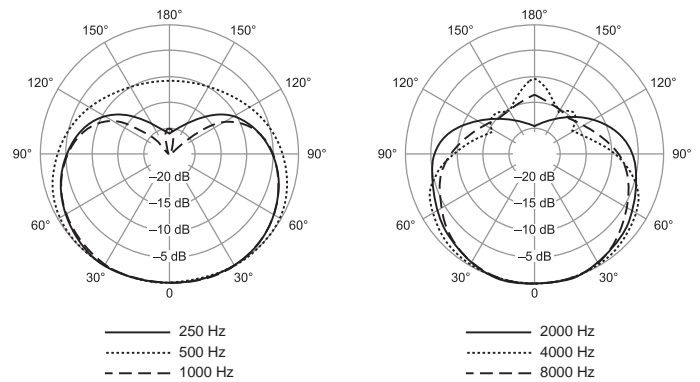 180°
150° 150°
120° 120°
90° 90°
–20 dB
–15 dB
60° 60°
–10 dB
–5 dB
30° 30°
0
250 Hz
500 Hz
1000 Hz
180°
150° 150°
120° 120°
90° 90°
–20 dB
–15 dB
60° 60°
–10 dB
–5 dB
30° 30°
0
2000 Hz
4000 Hz
8000 Hz